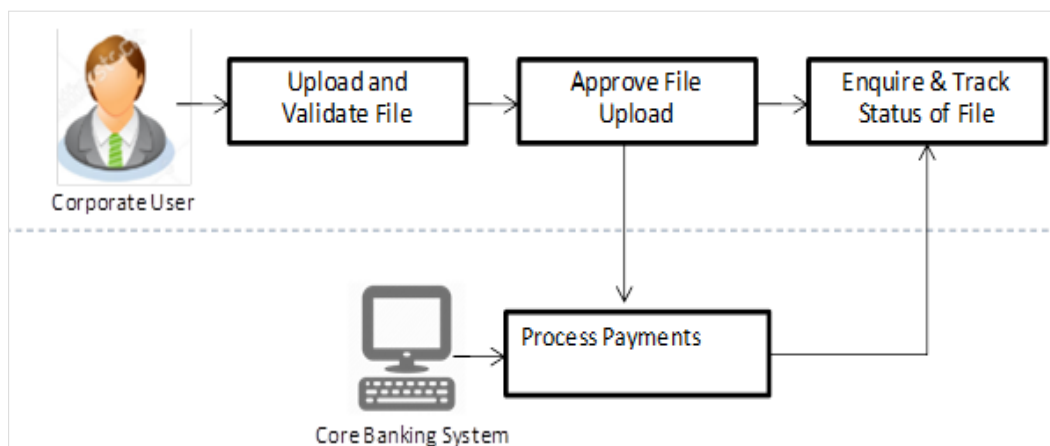 Upload and
Validate File
Approve File
Upload
Enquire & Track
Status of File
Corporate User
Process Payments
Core Banking System